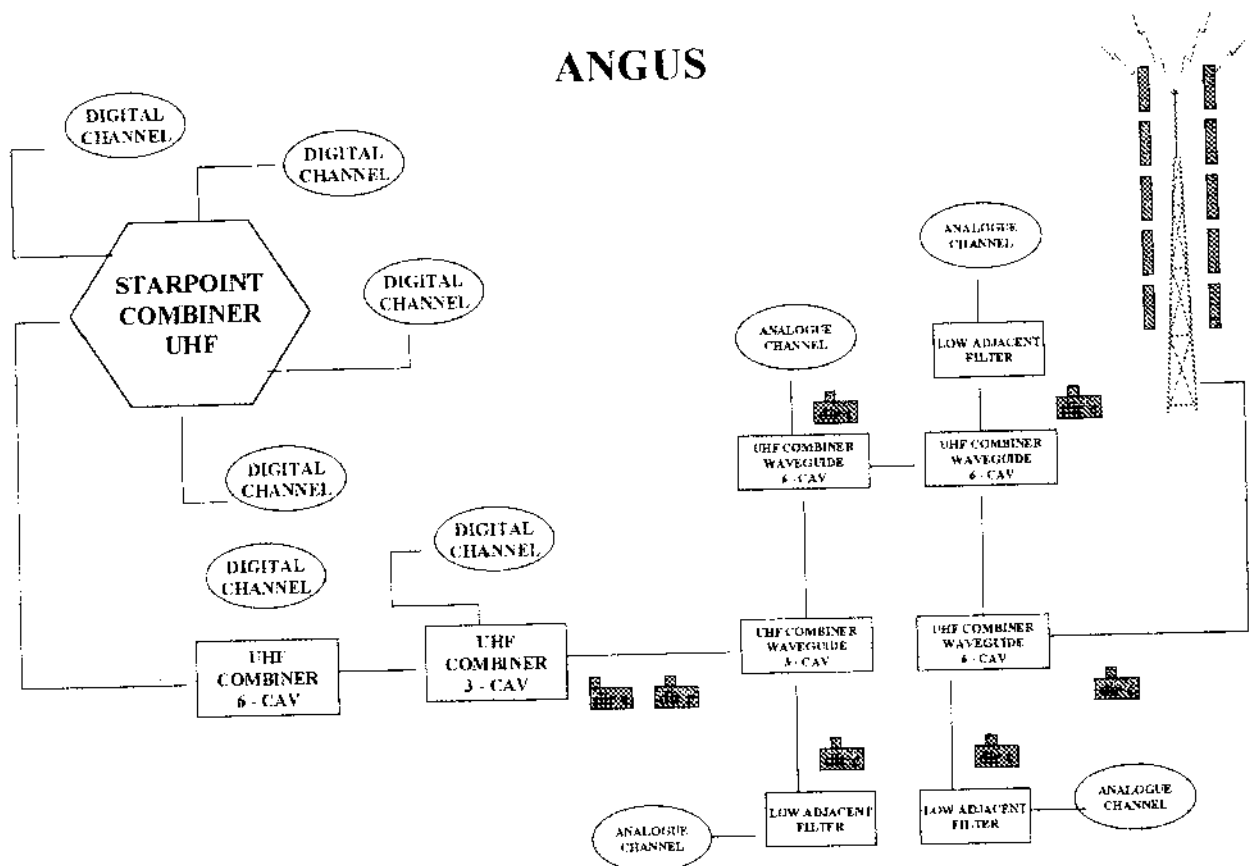 ANGUS
DIGITAL
CHANNEL
DIGITAL
CHANNEL
STARPOINT
COMBINER
UHF
DIGITAL
CHANNEL
DIGITAL
CHANNEL
DIGITAL
CHANNEL
DIGITAL
CHANNEL
UHF
COMBINER
6 - CAV
UHF
COMBINER
3 - CAV
ANALOGUE
CHANNEL
ANALOGUE
CHANNEL
LOW ADJACENT
FILTER
UHF COMBINER
WAVEGUIDE
6 - CAV
UHF COMBINER
WAVEGUIDE
6 - CAV
UHF COMBINER
WAVEGUIDE
UHF COMBINER
WAVEGUIDE
6 - CAV
ANALOGUE
CHANNEL
LOW ADJACENT
FILTER
LOW ADJACENT
FILTER
ANALOGUE
CHANNEL